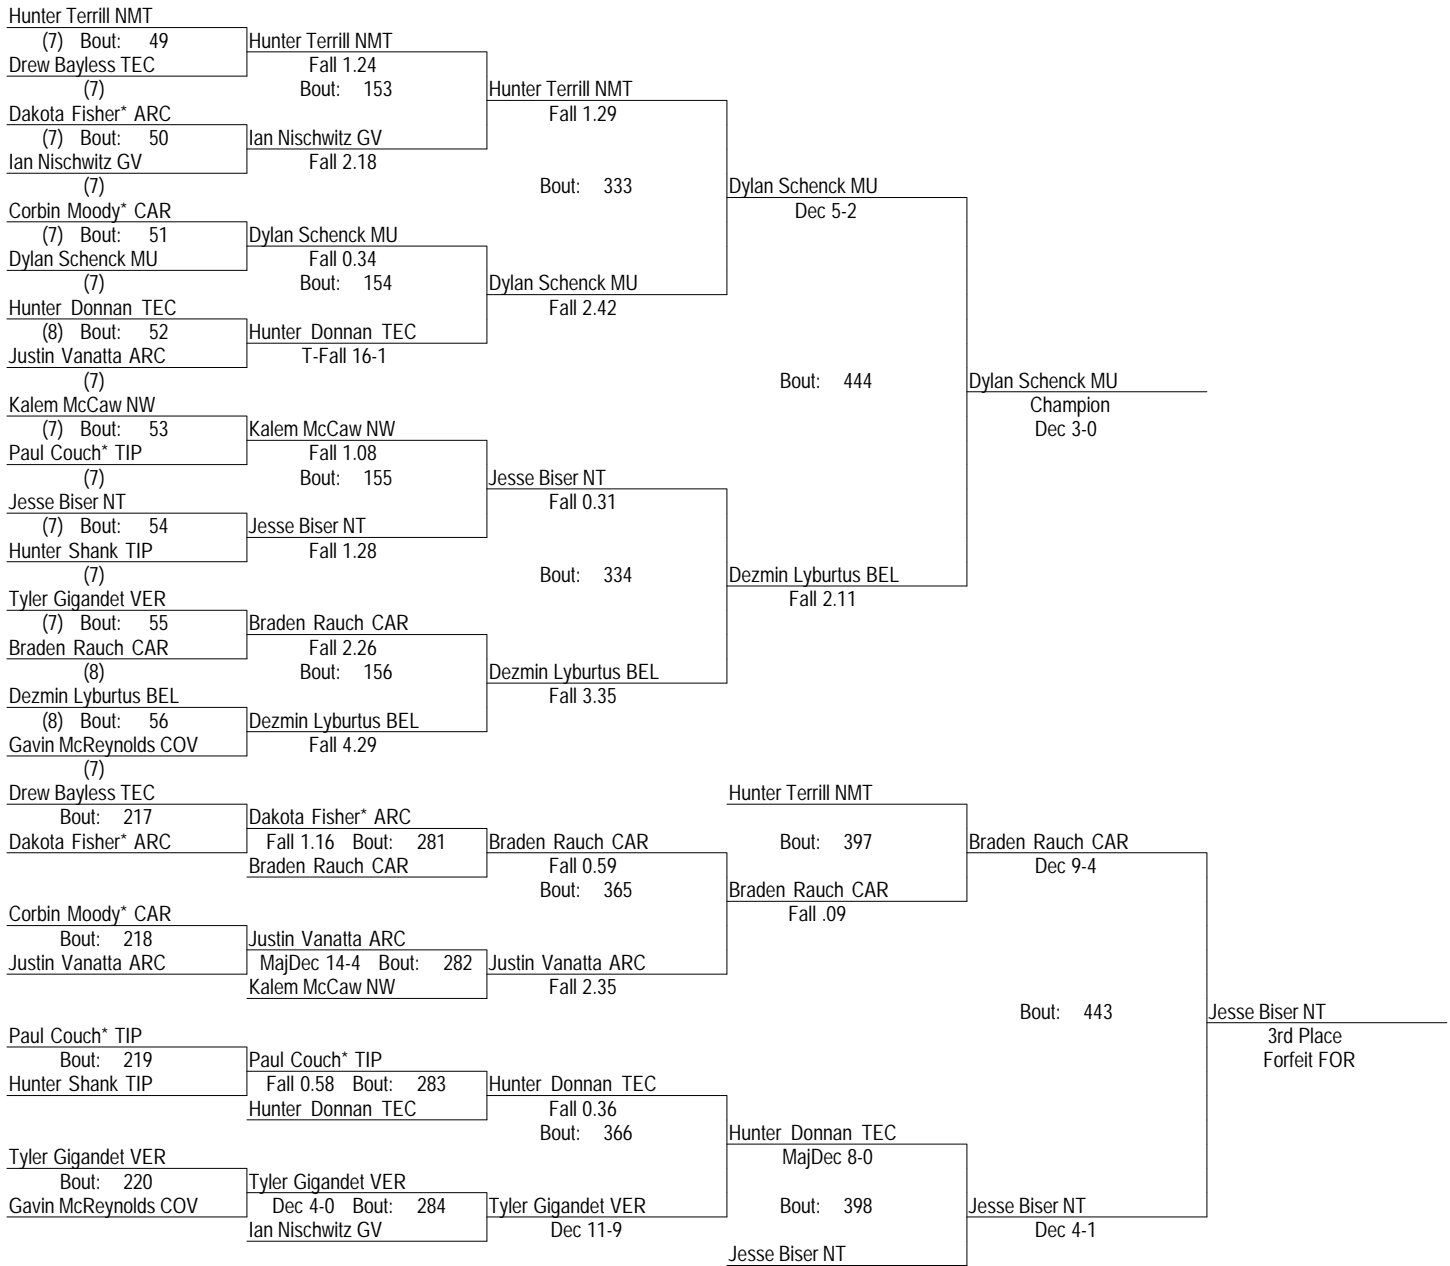 Hunter Terrill NMT
(7) Bout: 49 Hunter Terrill NMT
Drew Bayless TEC Fall 1.24
(7) Bout: 153 Hunter Terrill NMT
Dakota Fisher* ARC Fall 1.29
(7) Bout: 50 Ian Nischwitz GV
Ian Nischwitz GV Fall 2.18
(7) Bout: 333 Dylan Schenck MU
Corbin Moody* CAR Dec 5-2
(7) Bout: 51 Dylan Schenck MU
Dylan Schenck MU Fall 0.34
(7) Bout: 154 Dylan Schenck MU
Hunter Donnan TEC Fall 2.42
(8) Bout: 52 Hunter Donnan TEC
Justin Vanatta ARC T-Fall 16-1
(7) Bout: 444 Dylan Schenck MU
Kalem McCaw NW Champion
(7) Bout: 53 Kalem McCaw NW Dec 3-0
Paul Couch* TIP Fall 1.08
(7) Bout: 155 Jesse Biser NT
Jesse Biser NT Fall 0.31
(7) Bout: 54 Jesse Biser NT
Hunter Shank TIP Fall 1.28
(7) Bout: 334 Dezmin Lyburtus BEL
Tyler Gigandet VER Fall 2.11
(7) Bout: 55 Braden Rauch CAR
Braden Rauch CAR Fall 2.26
(8) Bout: 156 Dezmin Lyburtus BEL
Dezmin Lyburtus BEL Fall 3.35
(8) Bout: 56 Dezmin Lyburtus BEL
Gavin McReynolds COV Fall 4.29
(7)
Drew Bayless TEC Hunter Terrill NMT
Bout: 217 Dakota Fisher* ARC
Dakota Fisher* ARC Fall 1.16 Bout: 281 Braden Rauch CAR Bout: 397 Braden Rauch CAR
Braden Rauch CAR Fall 0.59 Dec 9-4
Bout: 365 Braden Rauch CAR
Corbin Moody* CAR Fall .09
Bout: 218 Justin Vanatta ARC
Justin Vanatta ARC MajDec 14-4 Bout: 282 Justin Vanatta ARC
Kalem McCaw NW Fall 2.35
Bout: 443 Jesse Biser NT
Paul Couch* TIP 3rd Place
Bout: 219 Paul Couch* TIP Forfeit FOR
Hunter Shank TIP Fall 0.58 Bout: 283 Hunter Donnan TEC
Hunter Donnan TEC Fall 0.36
Bout: 366 Hunter Donnan TEC
Tyler Gigandet VER MajDec 8-0
Bout: 220 Tyler Gigandet VER
Gavin McReynolds COV Dec 4-0 Bout: 284 Tyler Gigandet VER Bout: 398 Jesse Biser NT
Ian Nischwitz GV Dec 11-9 Dec 4-1
Jesse Biser NT